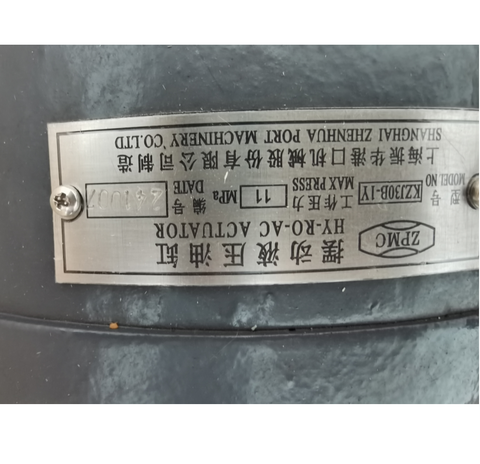 ZPMC
摆动液压油缸
HY-RO-AC ACTUATOR
型号
MODEL NO
KZJ30B-1Y
工作压力
MAX PRESS
11
MPa
编号
DATE
241007
上海振华港口机械股份有限公司制造
SHANGHAI ZHENHUA PORT MACHINERY CO.LTD